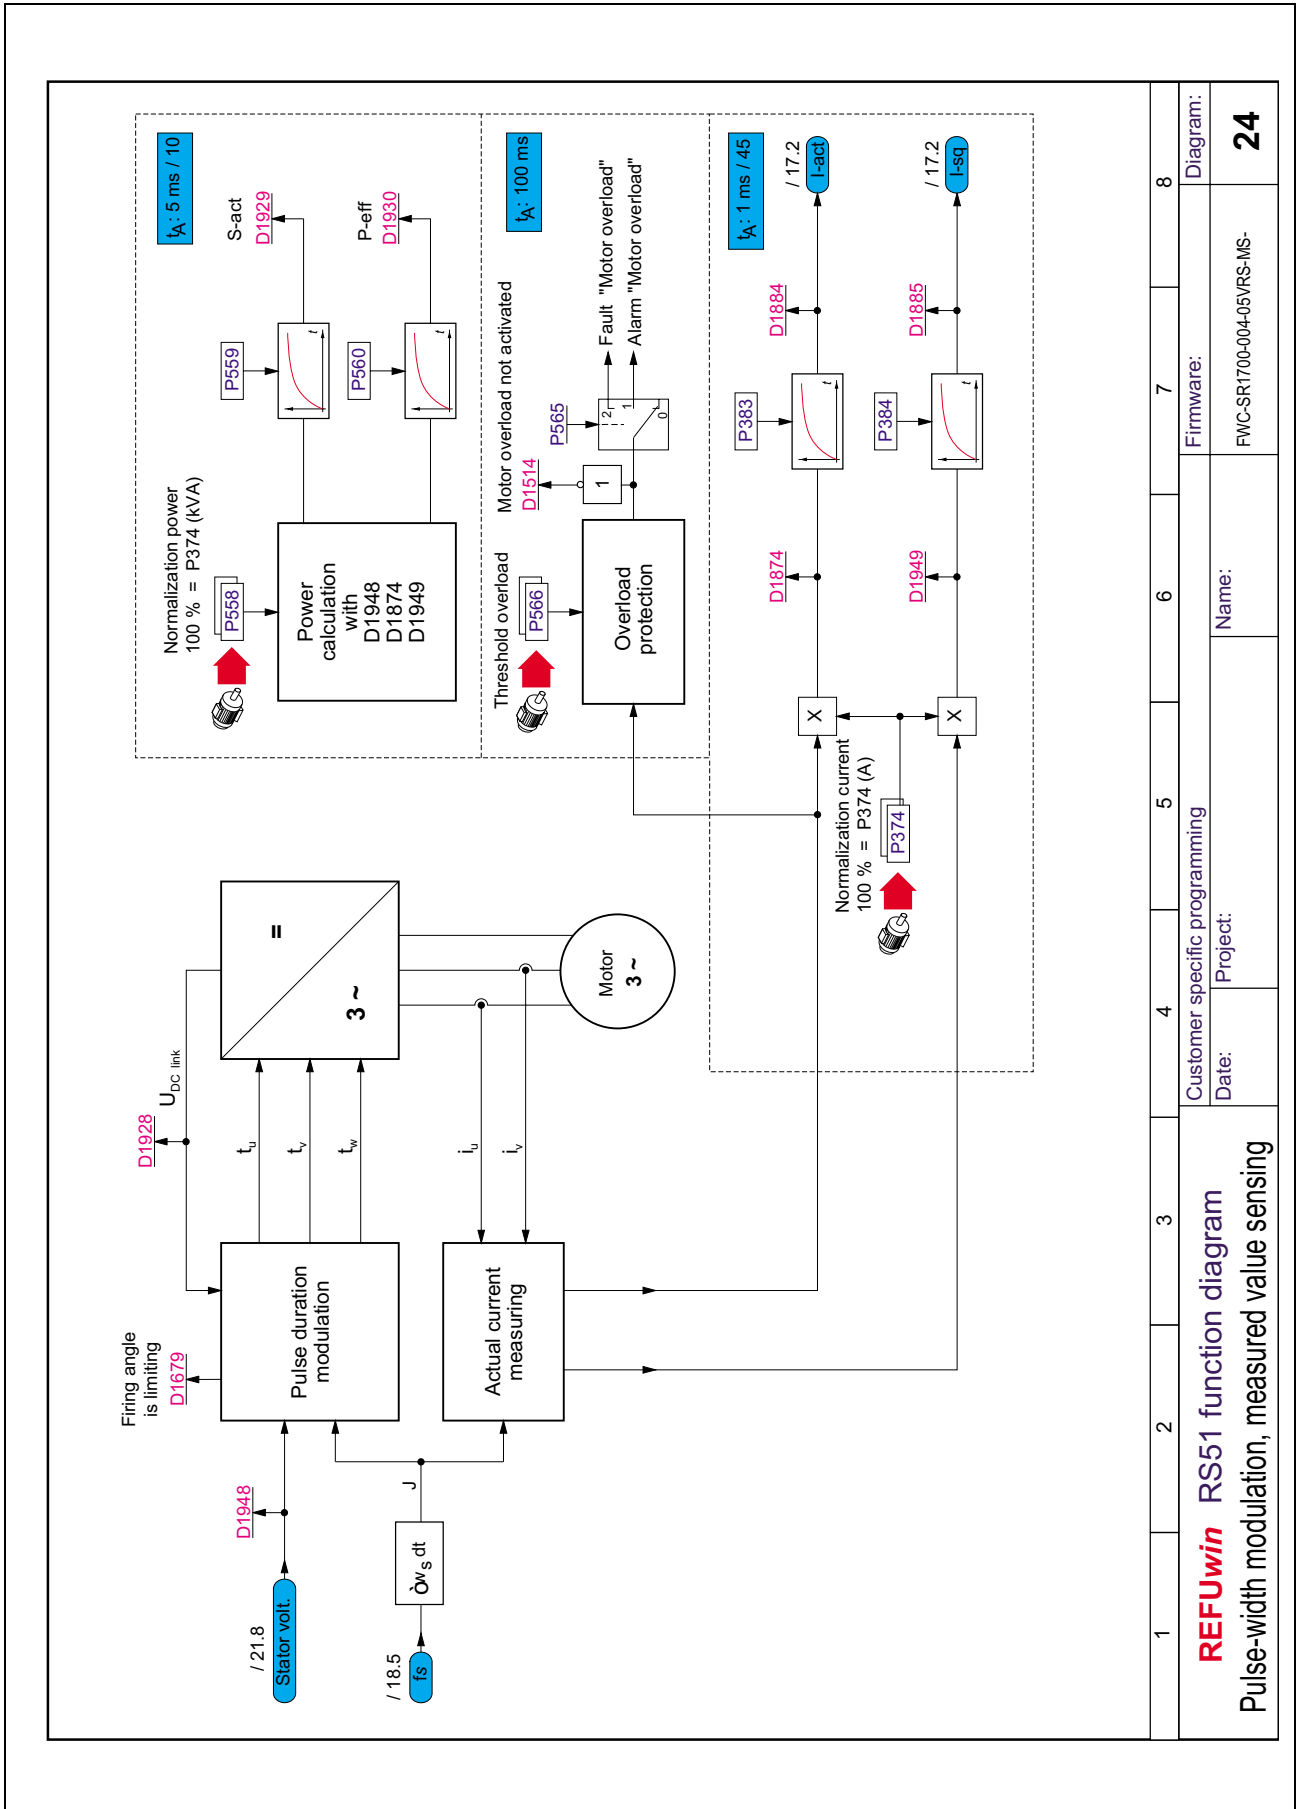 Firing angle
is limiting
D1679
D1928
U DC link
/ 21.8
Stator volt.
D1948
Pulse duration
modulation
tu
tv
tw
=
3 ~
/ 18.5
fs
òw s dt
J
Actual current
measuring
iu
iv
Motor
3 ~
Normalization power
100 % = P374 (kVA)
P558
Power
calculation
with
D1948
D1874
D1949
P559
t
S-act
D1929
P560
t
P-eff
D1930
tA: 5 ms / 10
Threshold overload
P566
Overload
protection
Motor overload not activated
D1514
1
P565
2
1
0
Fault "Motor overload"
Alarm "Motor overload"
tA: 100 ms
Normalization current
100 % = P374 (A)
P374
X
X
D1874
P383
t
D1884
/ 17.2
I-act
D1949
P384
t
D1885
/ 17.2
I-sq
tA: 1 ms / 45
1 2 3 4 5 6 7 8
REFUwin RS51 function diagram
Pulse-width modulation, measured value sensing
Customer specific programming
Date:
Project:
Name:
Firmware:
FWC-SR1700-004-05VRS-MS-
Diagram:
24